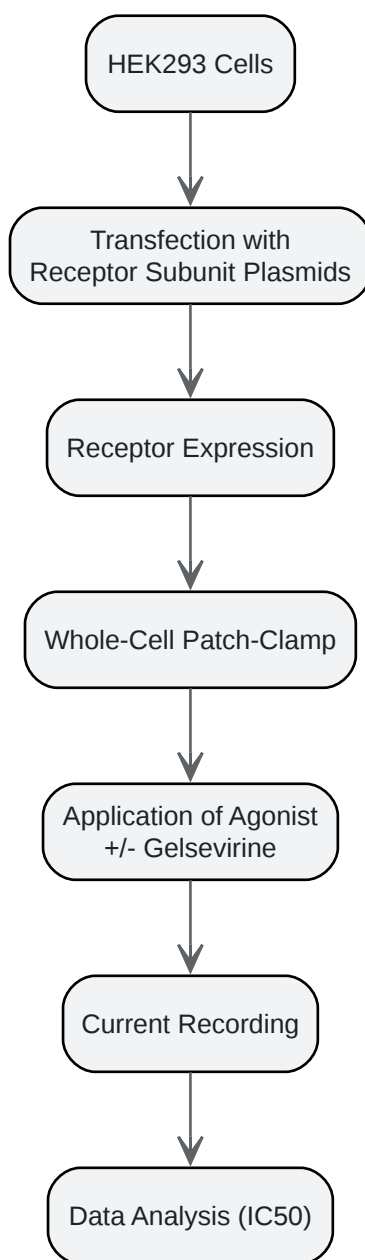 HEK293 Cells
Transfection with
Receptor Subunit Plasmids
Receptor Expression
Whole-Cell Patch-Clamp
Application of Agonist
+/- Gelsevirine
Current Recording
Data Analysis (IC50)